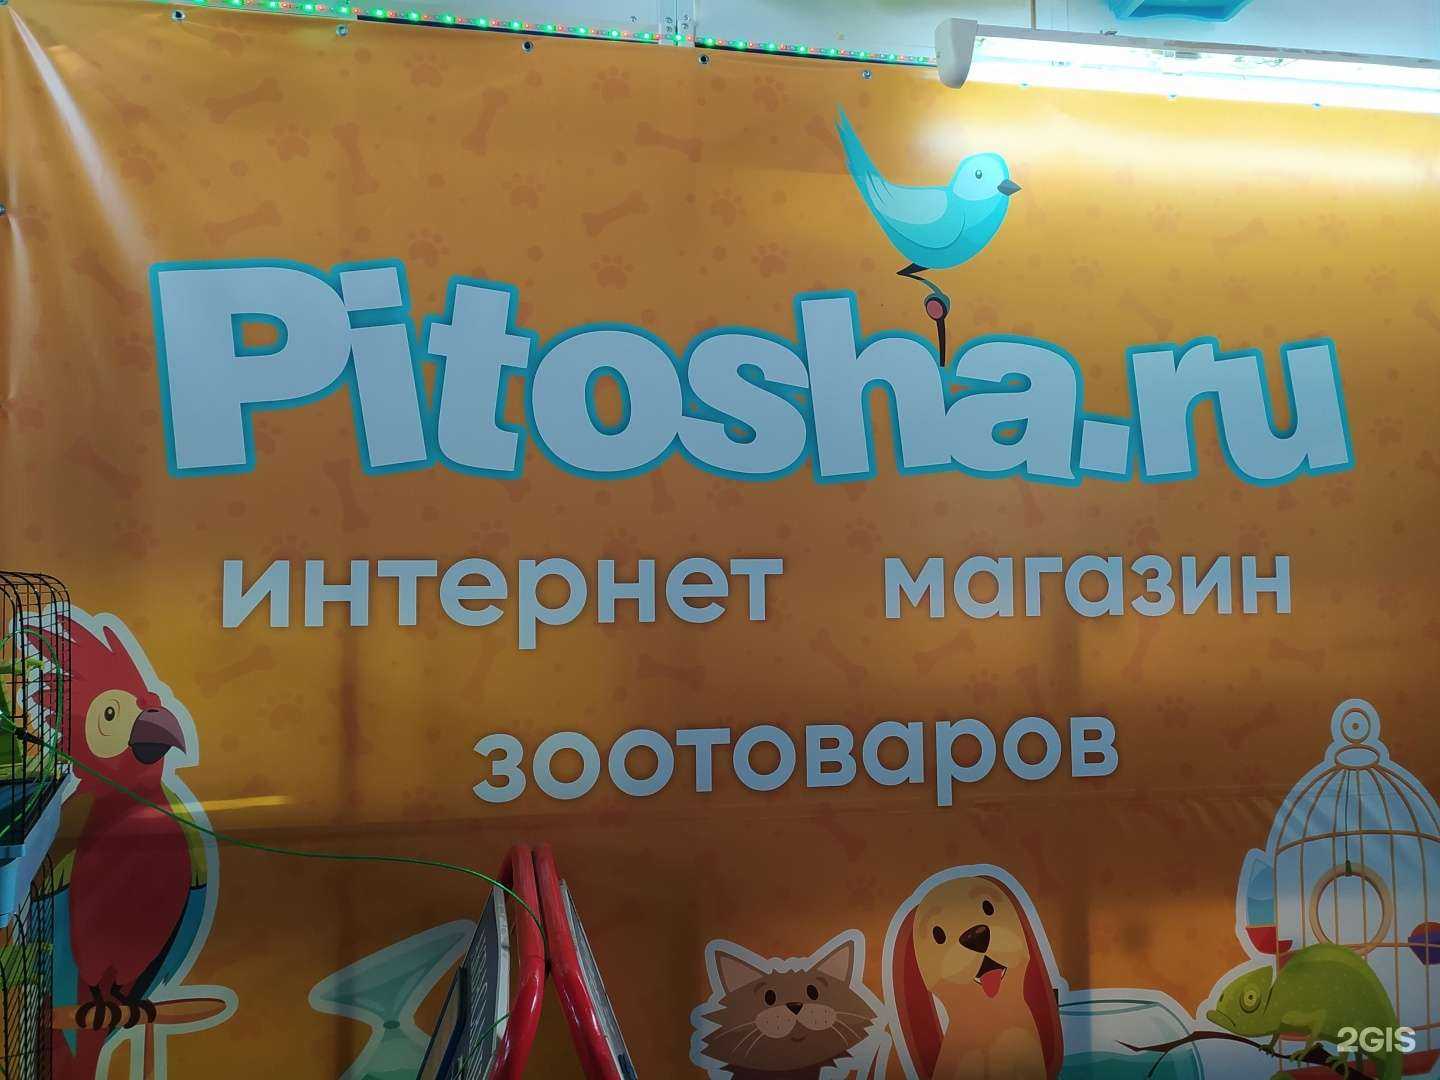 Pitosha.ru
интернет магазин
зоотоваров
2GIS